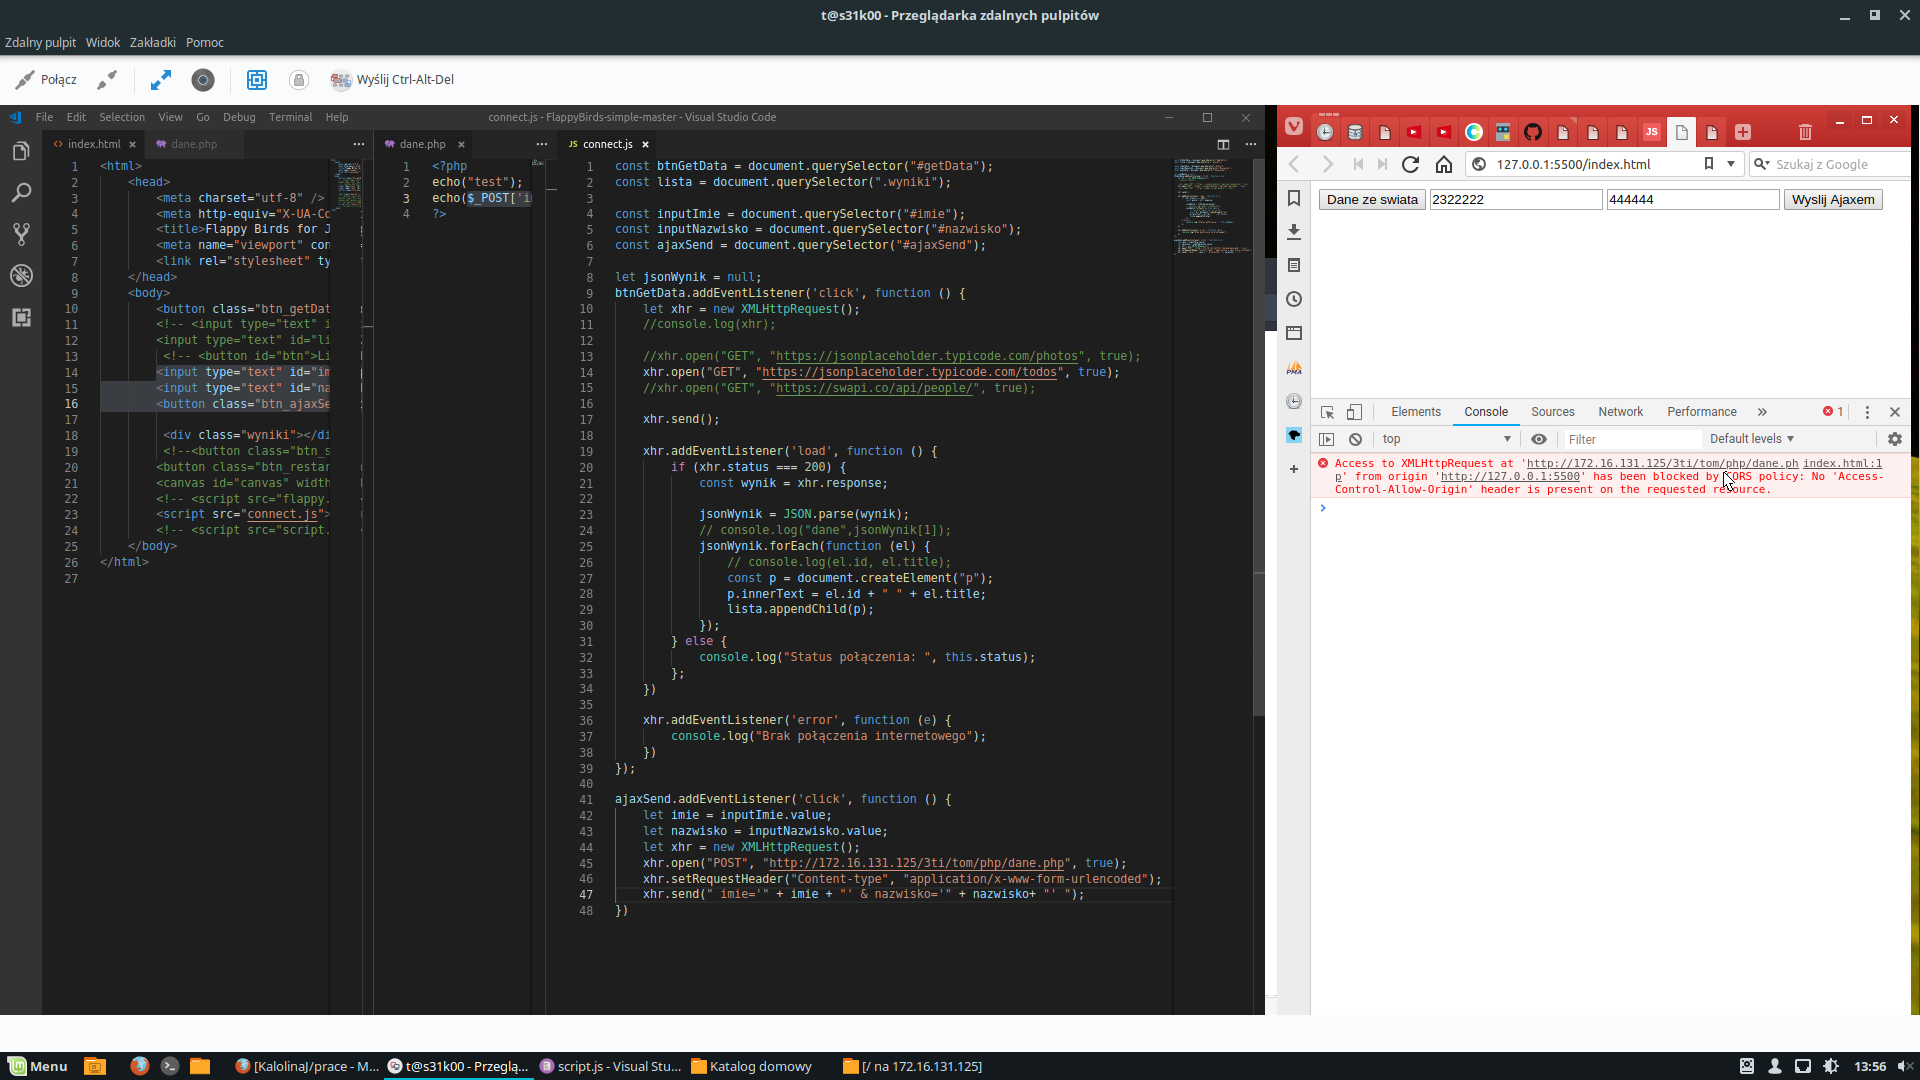 t@s31k00 - Przeglądarka zdalnych pulpitów
Zdalny pulpit Widok Zakładki Pomoc
Połącz Wyślij Ctrl-Alt-Del
File Edit Selection View Go Debug Terminal Help
connect.js - FlappyBirds-simple-master - Visual Studio Code
index.html dane.php
1 <html>
2 <head>
3 <meta charset="utf-8" />
4 <meta http-equiv="X-UA-Co
5 <title>Flappy Birds for J
6 <meta name="viewport" con
7 <link rel="stylesheet" ty
8 </head>
9 <body>
10 <button class="btn_getDat
11 <!-- <input type="text" i
12 <input type="text" id="li
13 <!-- <button id="btn">Li
14 <input type="text" id="im
15 <input type="text" id="na
16 <button class="btn_ajaxSe
17
18 <div class="wyniki"></di
19 <!--<button class="btn_s
20 <button class="btn_restar
21 <canvas id="canvas" width
22 <!-- <script src="flappy.
23 <script src="connect.js">
24 <!-- <script src="script.
25 </body>
26 </html>
27
dane.php
1 <?php
2 echo("test");
3 echo($_POST['i
4 ?>
JS connect.js
1 const btnGetData = document.querySelector("#getData");
2 const lista = document.querySelector(".wyniki");
3
4 const inputImie = document.querySelector("#imie");
5 const inputNazwisko = document.querySelector("#nazwisko");
6 const ajaxSend = document.querySelector("#ajaxSend");
7
8 let jsonWynik = null;
9 btnGetData.addEventListener('click', function () {
10 let xhr = new XMLHttpRequest();
11 //console.log(xhr);
12
13 //xhr.open("GET", "https://jsonplaceholder.typicode.com/photos", true);
14 xhr.open("GET", "https://jsonplaceholder.typicode.com/todos", true);
15 //xhr.open("GET", "https://swapi.co/api/people/", true);
16
17 xhr.send();
18
19 xhr.addEventListener('load', function () {
20 if (xhr.status === 200) {
21 const wynik = xhr.response;
22
23 jsonWynik = JSON.parse(wynik);
24 // console.log("dane",jsonWynik[1]);
25 jsonWynik.forEach(function (el) {
26 // console.log(el.id, el.title);
27 const p = document.createElement("p");
28 p.innerText = el.id + " " + el.title;
29 lista.appendChild(p);
30 });
31 } else {
32 console.log("Status połączenia: ", this.status);
33 };
34 })
35
36 xhr.addEventListener('error', function (e) {
37 console.log("Brak połączenia internetowego");
38 })
39 });
40
41 ajaxSend.addEventListener('click', function () {
42 let imie = inputImie.value;
43 let nazwisko = inputNazwisko.value;
44 let xhr = new XMLHttpRequest();
45 xhr.open("POST", "http://172.16.131.125/3ti/tom/php/dane.php", true);
46 xhr.setRequestHeader("Content-type", "application/x-www-form-urlencoded");
47 xhr.send(" imie='" + imie + "' & nazwisko='" + nazwisko+ "' ");
48 })
JS
127.0.0.1:5500/index.html Szukaj z Google
Dane ze swiata 2322222 444444 Wyslij Ajaxem
PMA
Elements Console Sources Network Performance » 1
top Filter Default levels
Access to XMLHttpRequest at 'http://172.16.131.125/3ti/tom/php/dane.ph index.html:1
p' from origin 'http://127.0.0.1:5500' has been blocked by CORS policy: No 'Access-
Control-Allow-Origin' header is present on the requested resource.
>
Menu [KalolinaJ/prace - M... t@s31k00 - Przeglą... script.js - Visual Stu... Katalog domowy [/ na 172.16.131.125] 13:56